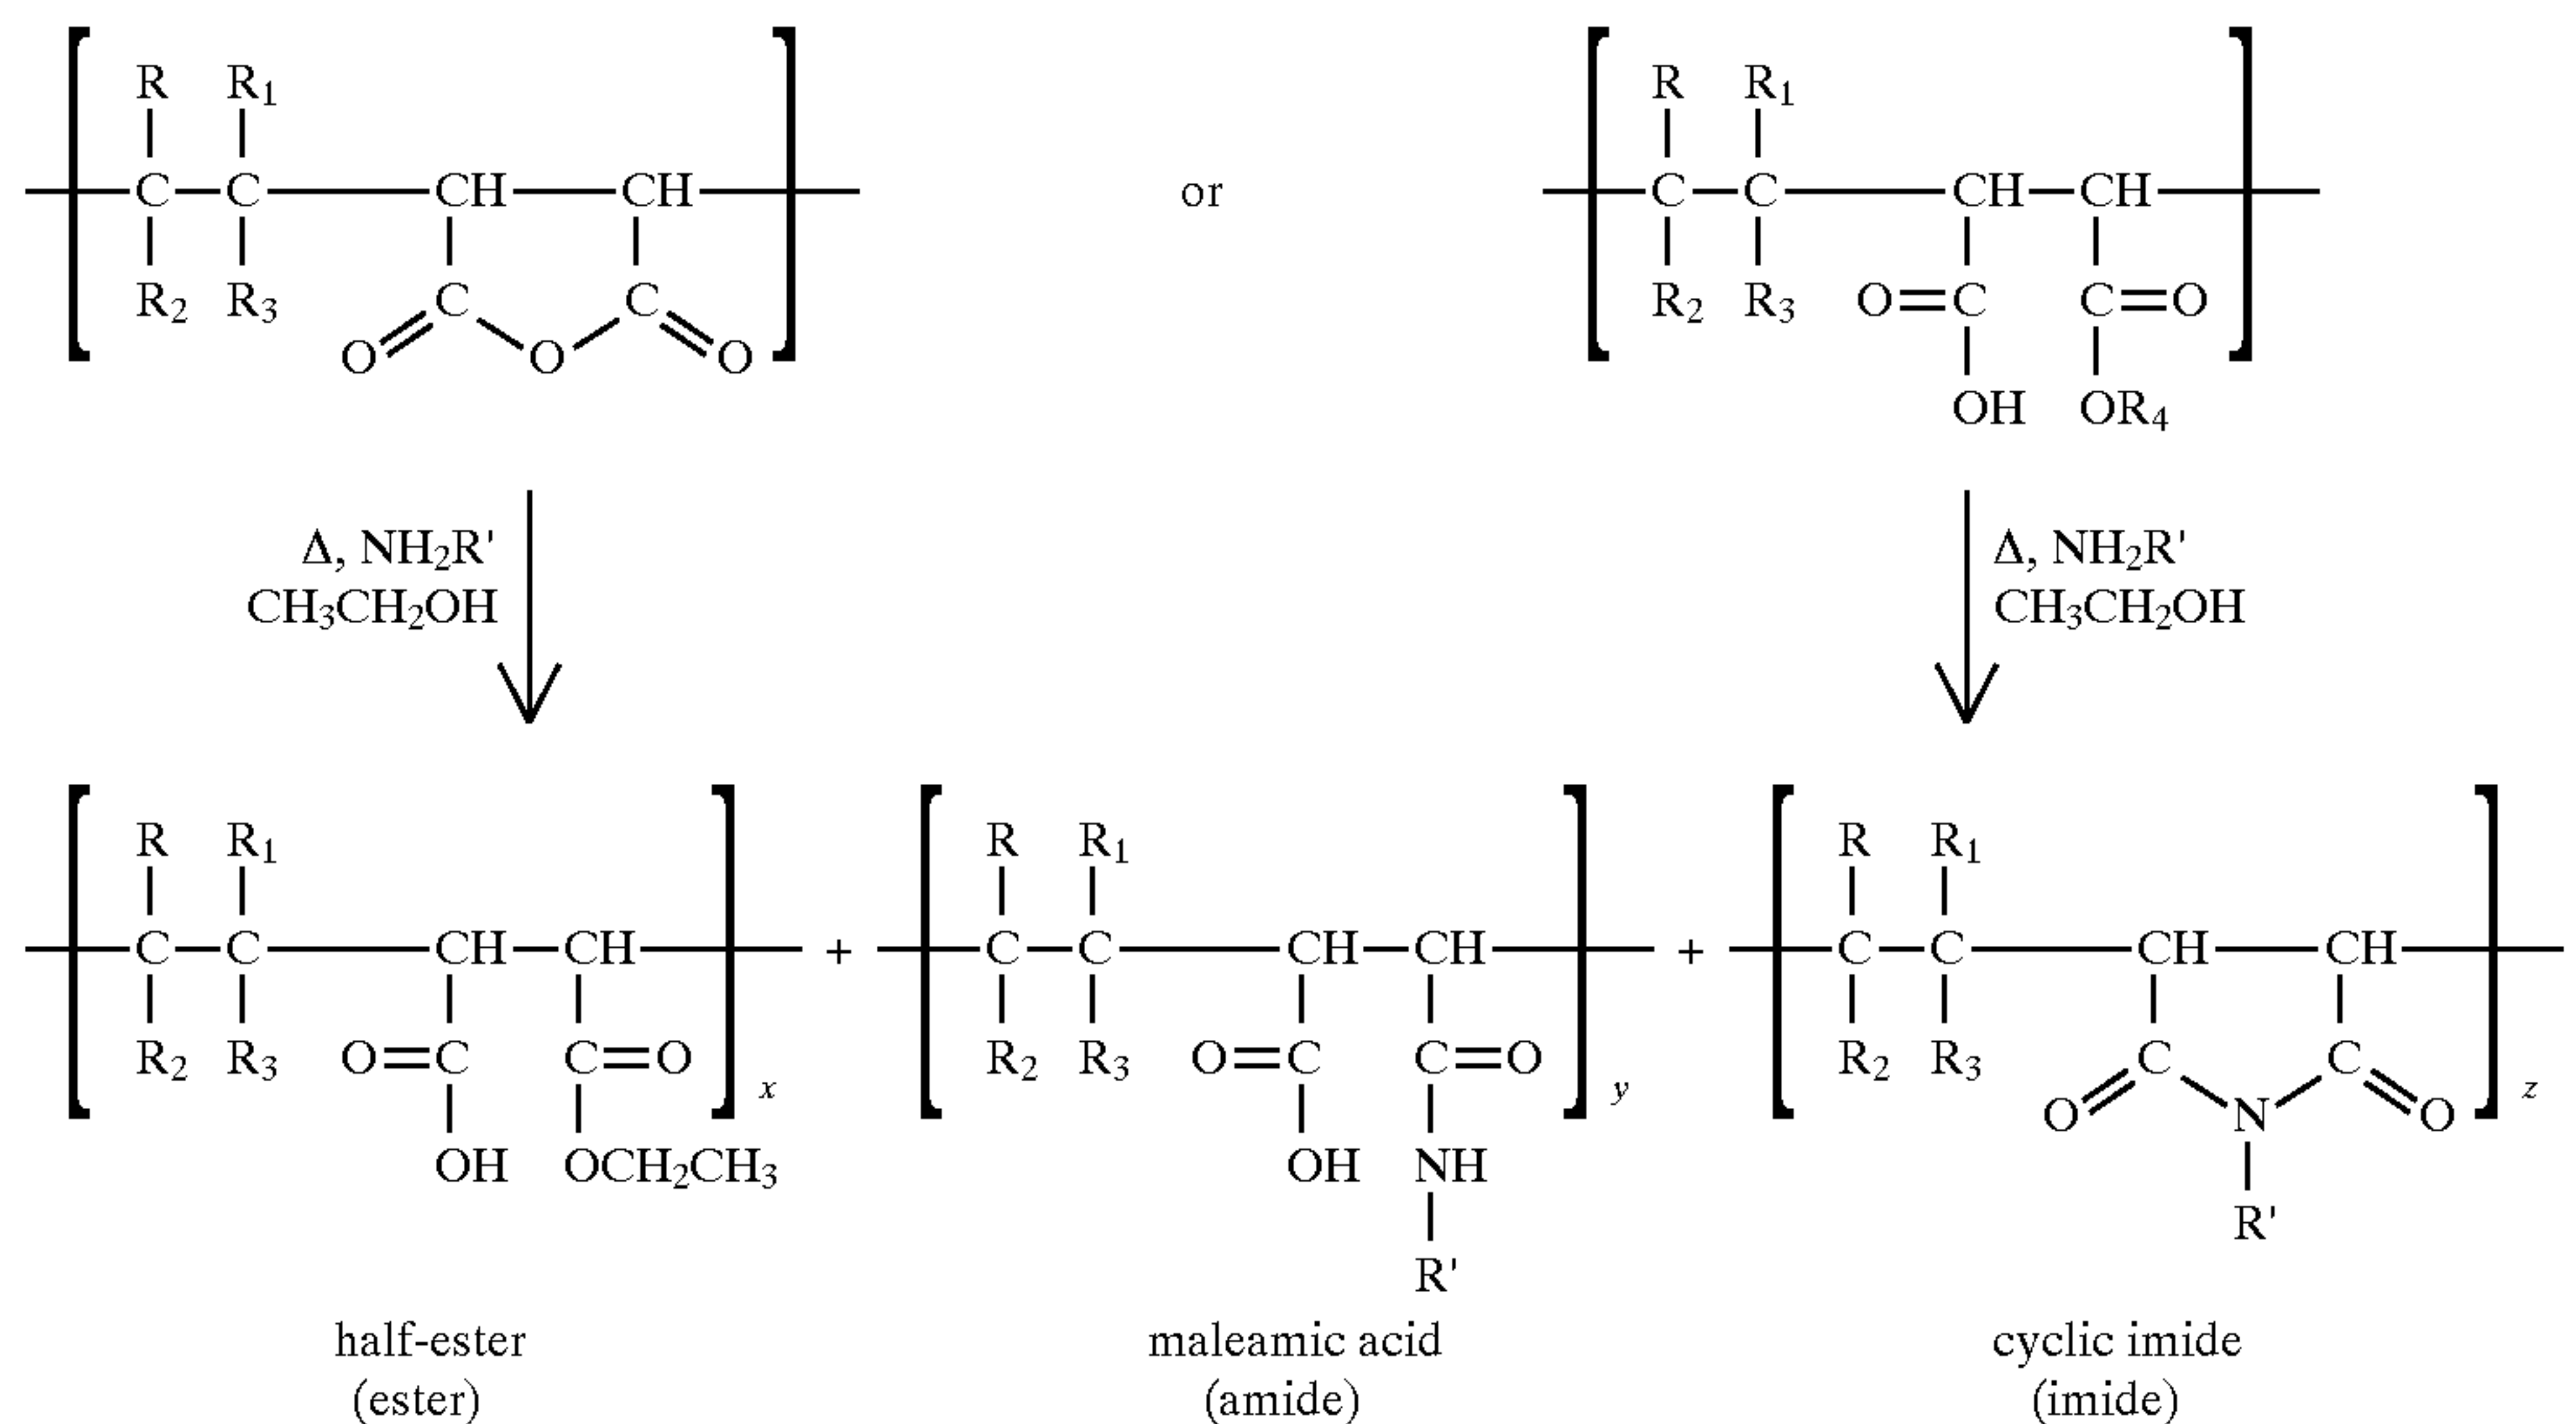 R R₁ R R₁
C C CH CH or C C CH CH
R₂ R₃ C C R₂ R₃ O=C C=O
O O O
OH OR₄
Δ, NH₂R' Δ, NH₂R'
CH₃CH₂OH CH₃CH₂OH
R R₁ R R₁ R R₁
C C CH CH + C C CH CH + C C CH CH
R₂ R₃ O=C C=O R₂ R₃ O=C C=O R₂ R₃ C C
x y z
O N O
OH OCH₂CH₃ OH NH
R'
R'
half-ester maleamic acid cyclic imide
(ester) (amide) (imide)